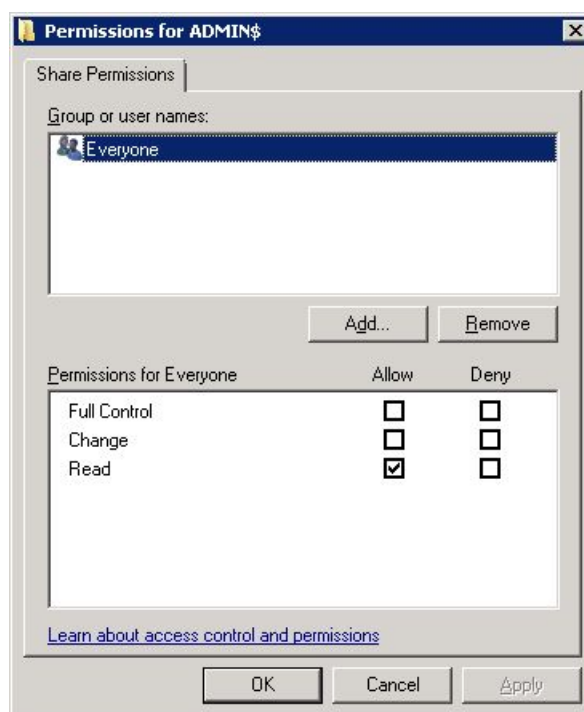 Permissions for ADMIN$
Share Permissions
Group or user names:
Everyone
Add... Remove
Permissions for Everyone Allow Deny
Full Control
Change
Read
Learn about access control and permissions
OK Cancel Apply